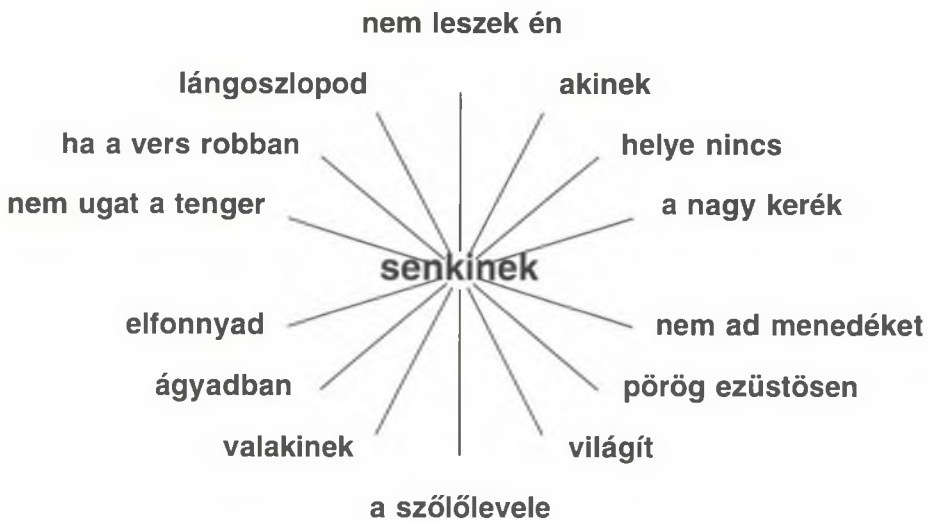 nem leszek én
lángoszlopod
akinek
ha a vers robban
helye nincs
nem ugat a tenger
a nagy kerék
senkinek
elfonnyad
nem ad menedéket
ágyadban
pörög ezüstösen
valakinek
világít
a szőlőlevele